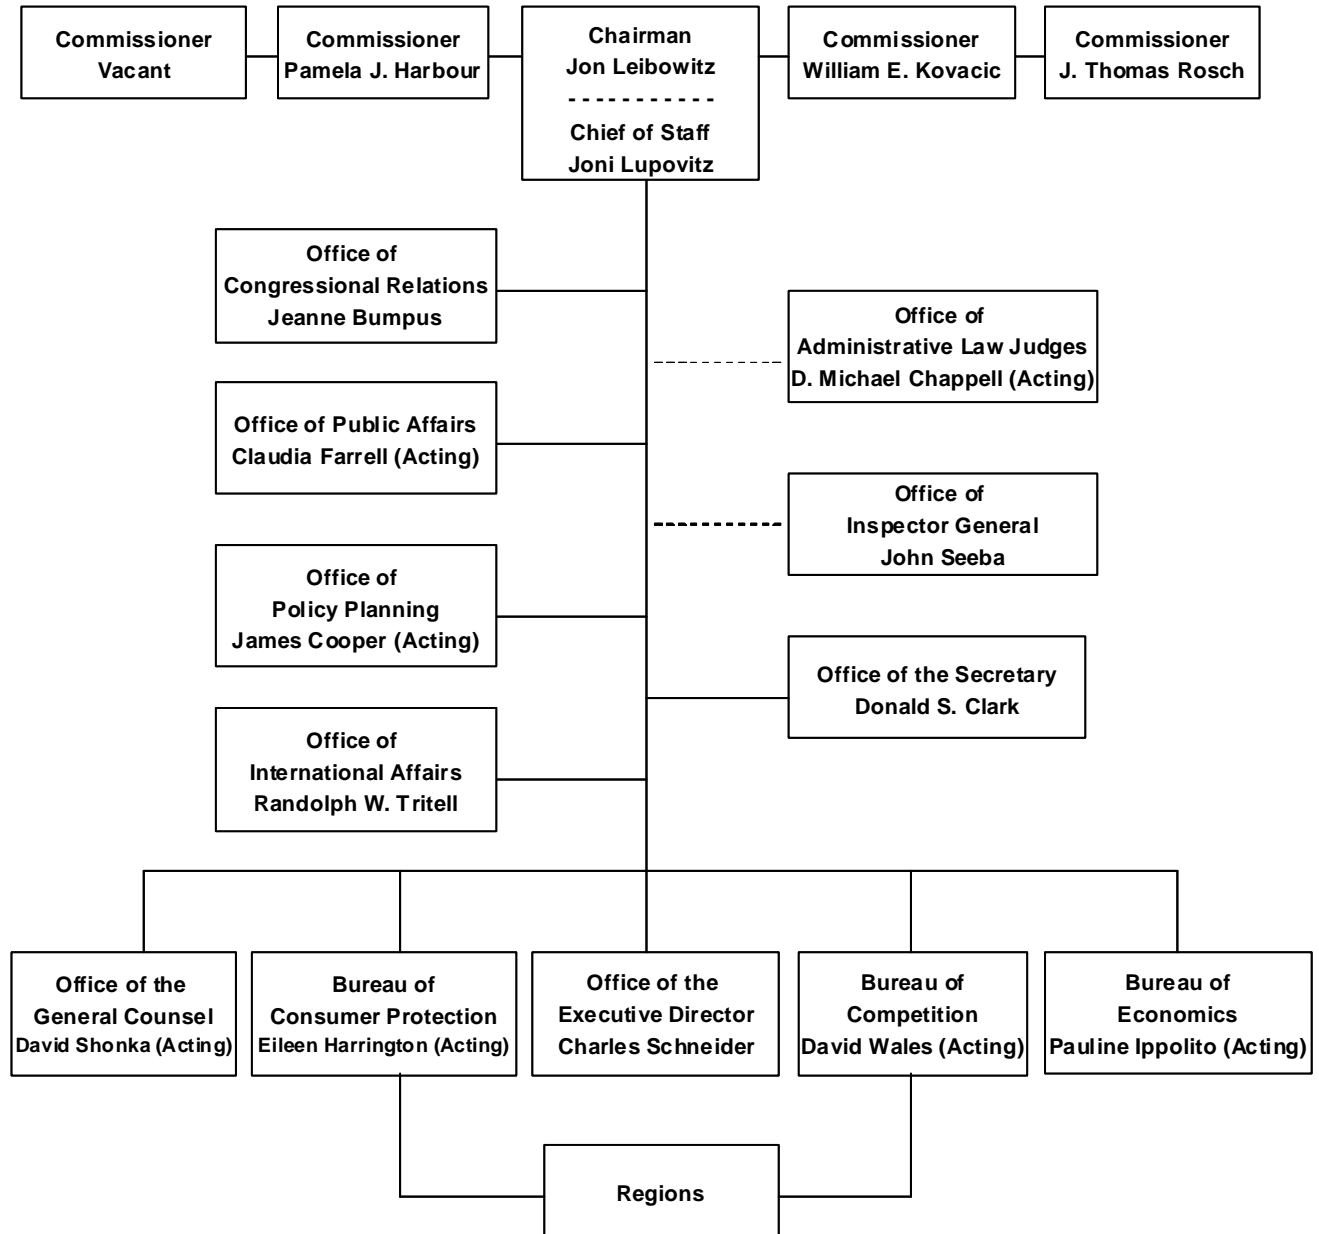 Commissioner
Vacant
Commissioner
Pamela J. Harbour
Chairman
Jon Leibowitz
- - - - - - - - - - -
Chief of Staff
Joni Lupovitz
Commissioner
William E. Kovacic
Commissioner
J. Thomas Rosch
Office of
Congressional Relations
Jeanne Bumpus
Office of
Administrative Law Judges
D. Michael Chappell (Acting)
Office of Public Affairs
Claudia Farrell (Acting)
Office of
Inspector General
John Seeba
Office of
Policy Planning
James Cooper (Acting)
Office of the Secretary
Donald S. Clark
Office of
International Affairs
Randolph W. Tritell
Office of the
General Counsel
David Shonka (Acting)
Bureau of
Consumer Protection
Eileen Harrington (Acting)
Office of the
Executive Director
Charles Schneider
Bureau of
Competition
David Wales (Acting)
Bureau of
Economics
Pauline Ippolito (Acting)
Regions